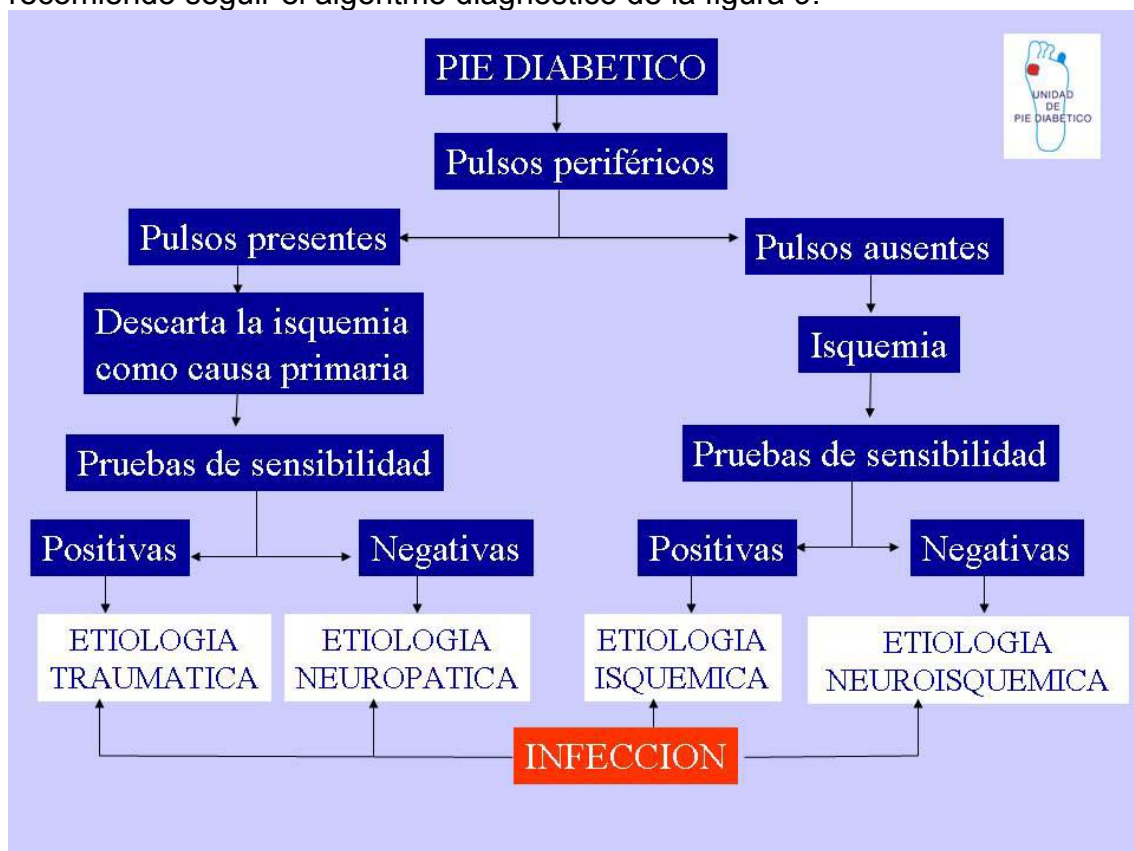 recomiendo seguir el algoritmo diagnóstico de la figura 9.
PIE DIABETICO
UNIDAD
DE
PIE DIABETICO
Pulsos periféricos
Pulsos presentes
Pulsos ausentes
Descarta la isquemia
como causa primaria
Isquemia
Pruebas de sensibilidad
Pruebas de sensibilidad
Positivas
Negativas
Positivas
Negativas
ETIOLOGIA
TRAUMATICA
ETIOLOGIA
NEUROPATICA
ETIOLOGIA
ISQUEMICA
ETIOLOGIA
NEUROISQUEMICA
INFECCION